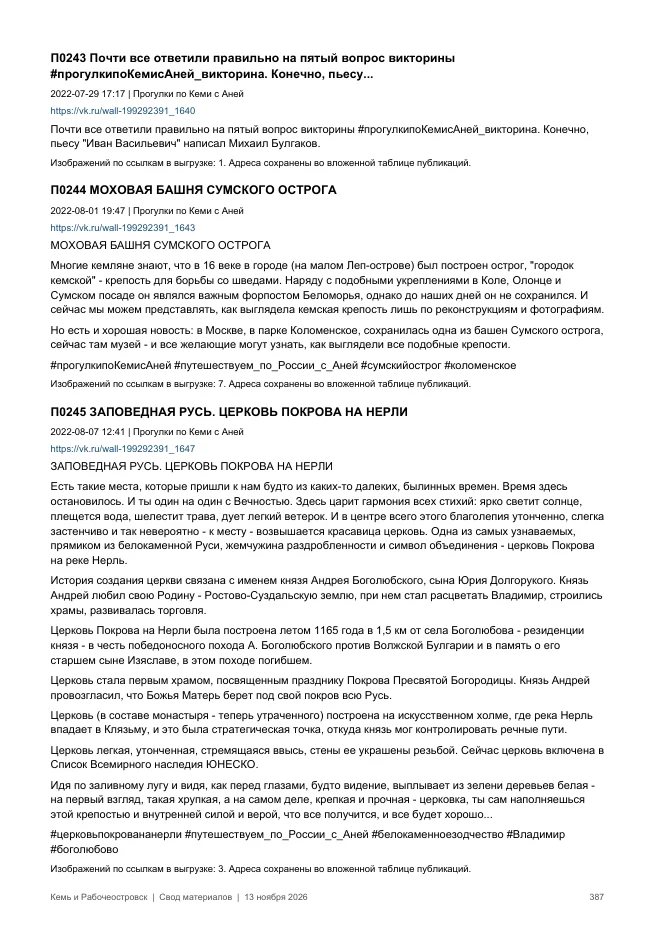 П0243 Почти все ответили правильно на пятый вопрос викторины
#прогулкипоКемисАней_викторина. Конечно, пьесу...
2022-07-29 17:17 | Прогулки по Кеми с Аней
https://vk.ru/wall-199292391_1640
Почти все ответили правильно на пятый вопрос викторины #прогулкипоКемисАней_викторина. Конечно,
пьесу "Иван Васильевич" написал Михаил Булгаков.
Изображений по ссылкам в выгрузке: 1. Адреса сохранены во вложенной таблице публикаций.
П0244 МОХОВАЯ БАШНЯ СУМСКОГО ОСТРОГА
2022-08-01 19:47 | Прогулки по Кеми с Аней
https://vk.ru/wall-199292391_1643
МОХОВАЯ БАШНЯ СУМСКОГО ОСТРОГА
Многие кемляне знают, что в 16 веке в городе (на малом Леп-острове) был построен острог, "городок
кемской" - крепость для борьбы со шведами. Наряду с подобными укреплениями в Коле, Олонце и
Сумском посаде он являлся важным форпостом Беломорья, однако до наших дней он не сохранился. И
сейчас мы можем представлять, как выглядела кемская крепость лишь по реконструкциям и фотографиям.
Но есть и хорошая новость: в Москве, в парке Коломенское, сохранилась одна из башен Сумского острога,
сейчас там музей - и все желающие могут узнать, как выглядели все подобные крепости.
#прогулкипоКемисАней #путешествуем_по_России_с_Аней #сумскийострог #коломенское
Изображений по ссылкам в выгрузке: 7. Адреса сохранены во вложенной таблице публикаций.
П0245 ЗАПОВЕДНАЯ РУСЬ. ЦЕРКОВЬ ПОКРОВА НА НЕРЛИ
2022-08-07 12:41 | Прогулки по Кеми с Аней
https://vk.ru/wall-199292391_1647
ЗАПОВЕДНАЯ РУСЬ. ЦЕРКОВЬ ПОКРОВА НА НЕРЛИ
Есть такие места, которые пришли к нам будто из каких-то далеких, былинных времен. Время здесь
остановилось. И ты один на один с Вечностью. Здесь царит гармония всех стихий: ярко светит солнце,
плещется вода, шелестит трава, дует легкий ветерок. И в центре всего этого благолепия утонченно, слегка
застенчиво и так невероятно - к месту - возвышается красавица церковь. Одна из самых узнаваемых,
прямиком из белокаменной Руси, жемчужина раздробленности и символ объединения - церковь Покрова
на реке Нерль.
История создания церкви связана с именем князя Андрея Боголюбского, сына Юрия Долгорукого. Князь
Андрей любил свою Родину - Ростово-Суздальскую землю, при нем стал расцветать Владимир, строились
храмы, развивалась торговля.
Церковь Покрова на Нерли была построена летом 1165 года в 1,5 км от села Боголюбова - резиденции
князя - в честь победоносного похода А. Боголюбского против Волжской Булгарии и в память о его
старшем сыне Изяславе, в этом походе погибшем.
Церковь стала первым храмом, посвященным празднику Покрова Пресвятой Богородицы. Князь Андрей
провозгласил, что Божья Матерь берет под свой покров всю Русь.
Церковь (в составе монастыря - теперь утраченного) построена на искусственном холме, где река Нерль
впадает в Клязьму, и это была стратегическая точка, откуда князь мог контролировать речные пути.
Церковь легкая, утонченная, стремящаяся ввысь, стены ее украшены резьбой. Сейчас церковь включена в
Список Всемирного наследия ЮНЕСКО.
Идя по заливному лугу и видя, как перед глазами, будто видение, выплывает из зелени деревьев белая -
на первый взгляд, такая хрупкая, а на самом деле, крепкая и прочная - церковка, ты сам наполняешься
этой крепостью и внутренней силой и верой, что все получится, и все будет хорошо...
#церковьпокровананерли #путешествуем_по_России_с_Аней #белокаменноезодчество #Владимир
#боголюбово
Изображений по ссылкам в выгрузке: 3. Адреса сохранены во вложенной таблице публикаций.
Кемь и Рабочеостровск | Свод материалов | 13 ноября 2026
387